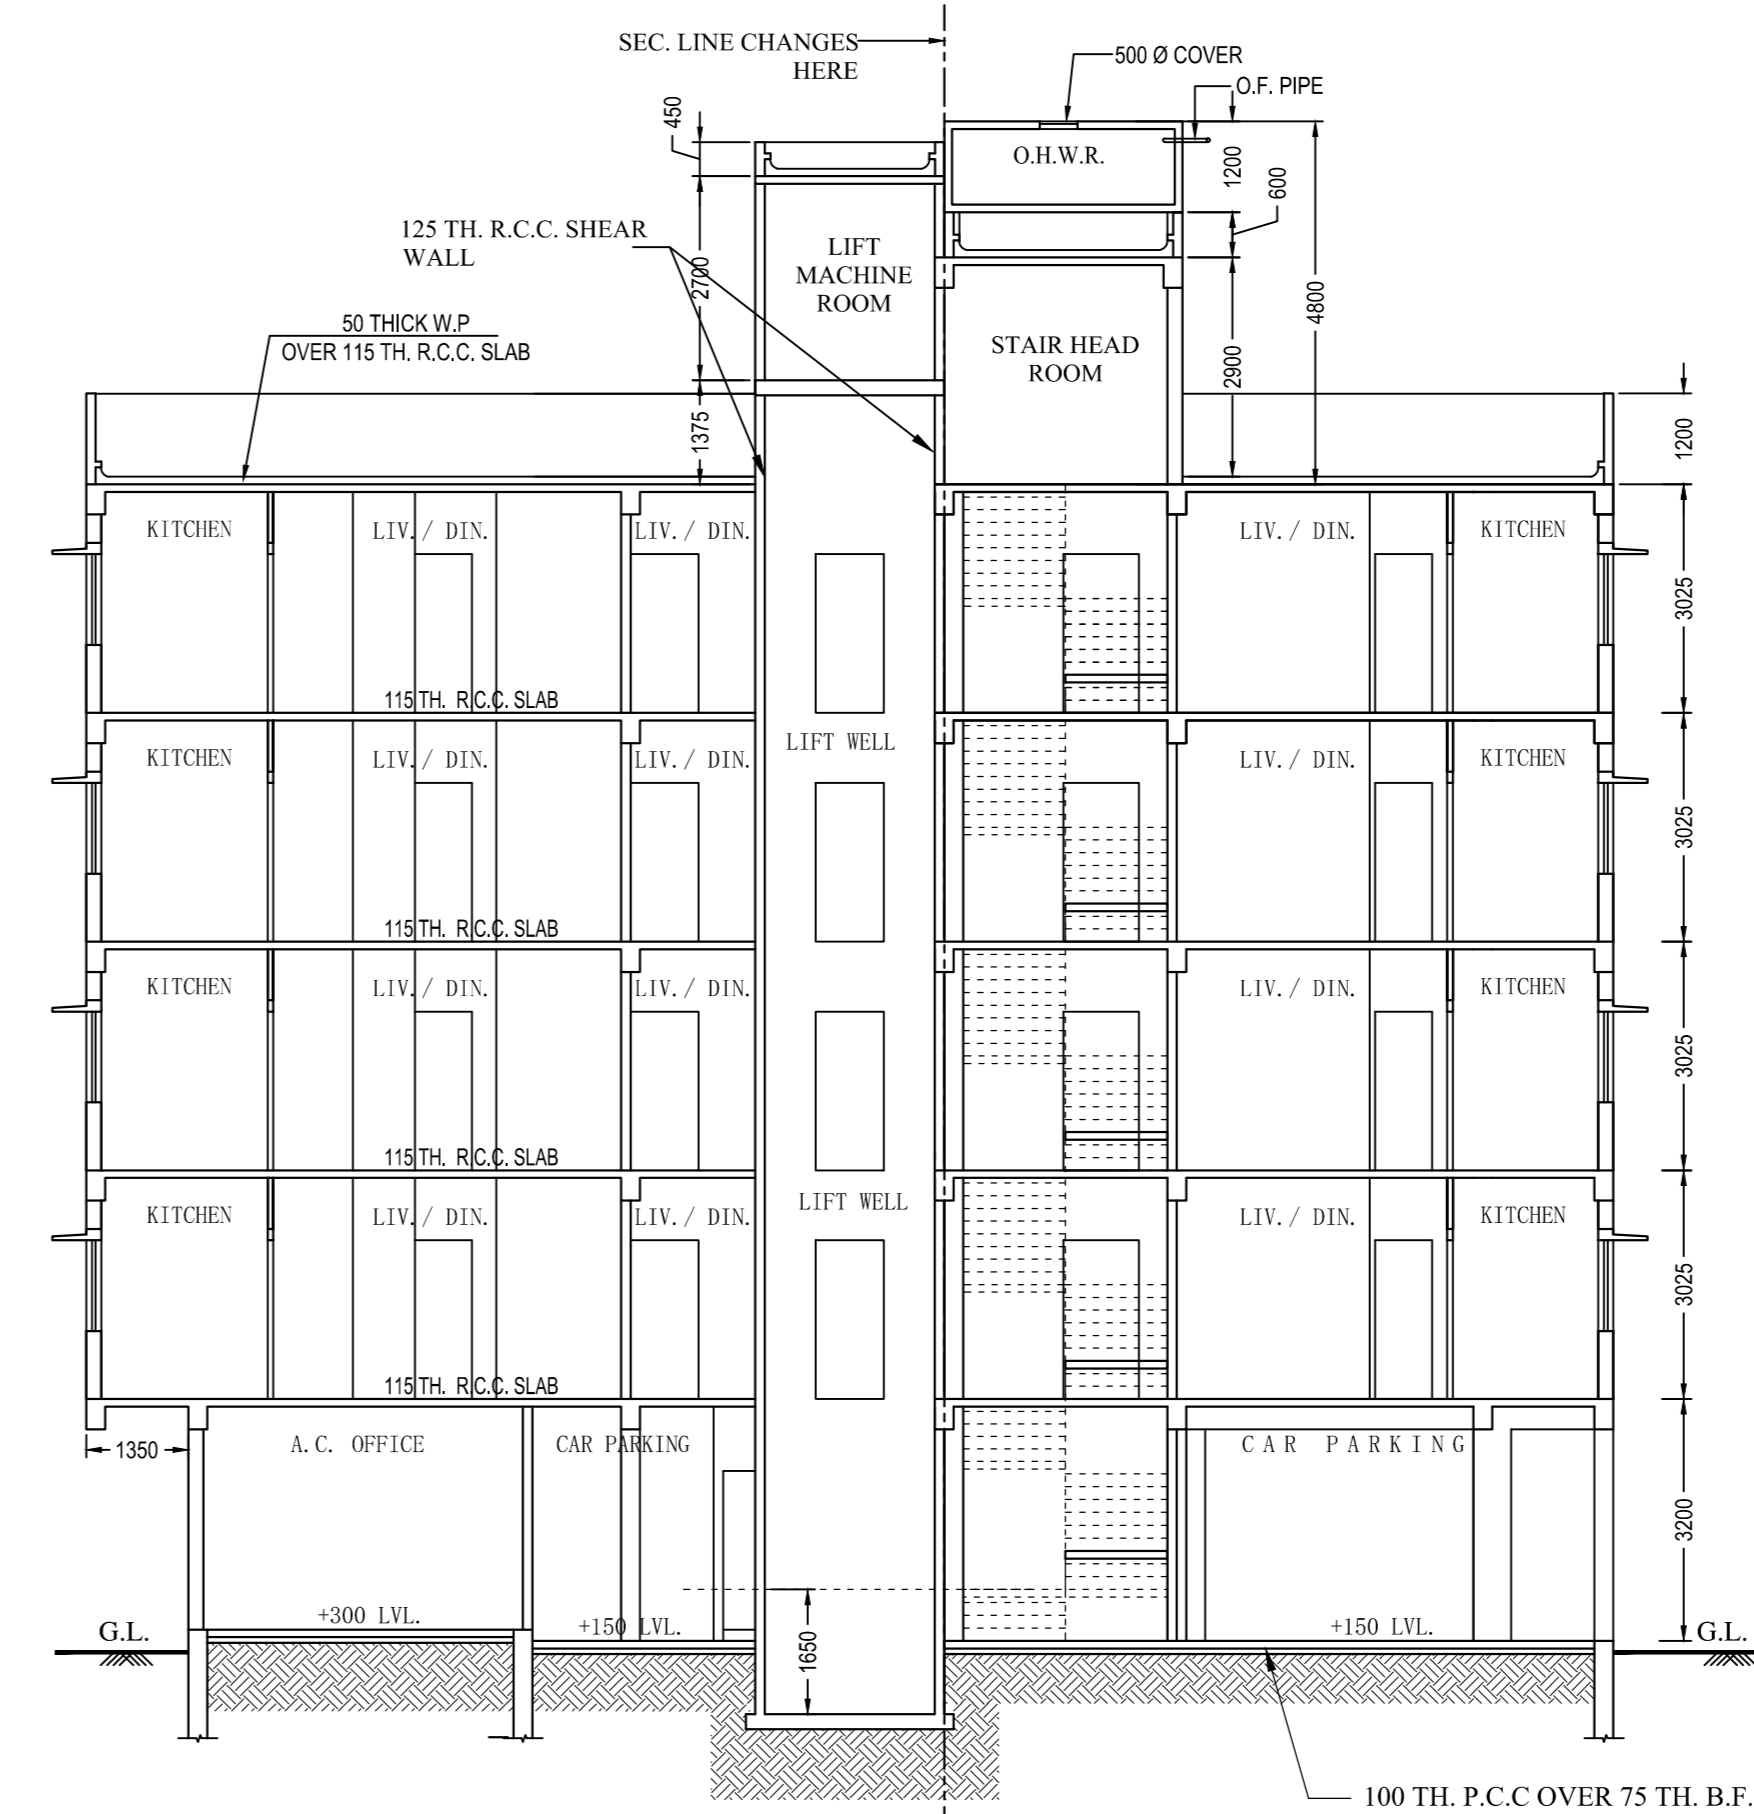 SEC. LINE CHANGES
HERE
500 Ø COVER
O.F. PIPE
450
O.H.W.R.
1200
600
125 TH. R.C.C. SHEAR
WALL
2700
LIFT
MACHINE
ROOM
4800
50 THICK W.P
OVER 115 TH. R.C.C. SLAB
STAIR HEAD
ROOM
2900
1375
1200
KITCHEN
LIV. / DIN.
LIV. / DIN.
LIV. / DIN.
KITCHEN
3025
115 TH. R.C.C. SLAB
LIFT WELL
KITCHEN
LIV. / DIN.
LIV. / DIN.
LIV. / DIN.
KITCHEN
3025
115 TH. R.C.C. SLAB
KITCHEN
LIV. / DIN.
LIV. / DIN.
LIV. / DIN.
KITCHEN
3025
115 TH. R.C.C. SLAB
LIFT WELL
KITCHEN
LIV. / DIN.
LIV. / DIN.
LIV. / DIN.
KITCHEN
3025
115 TH. R.C.C. SLAB
1350
A.C. OFFICE
CAR PARKING
CAR PARKING
3200
G.L.
+300 LVL.
+150 LVL.
+150 LVL.
G.L.
1650
100 TH. P.C.C OVER 75 TH. B.F.